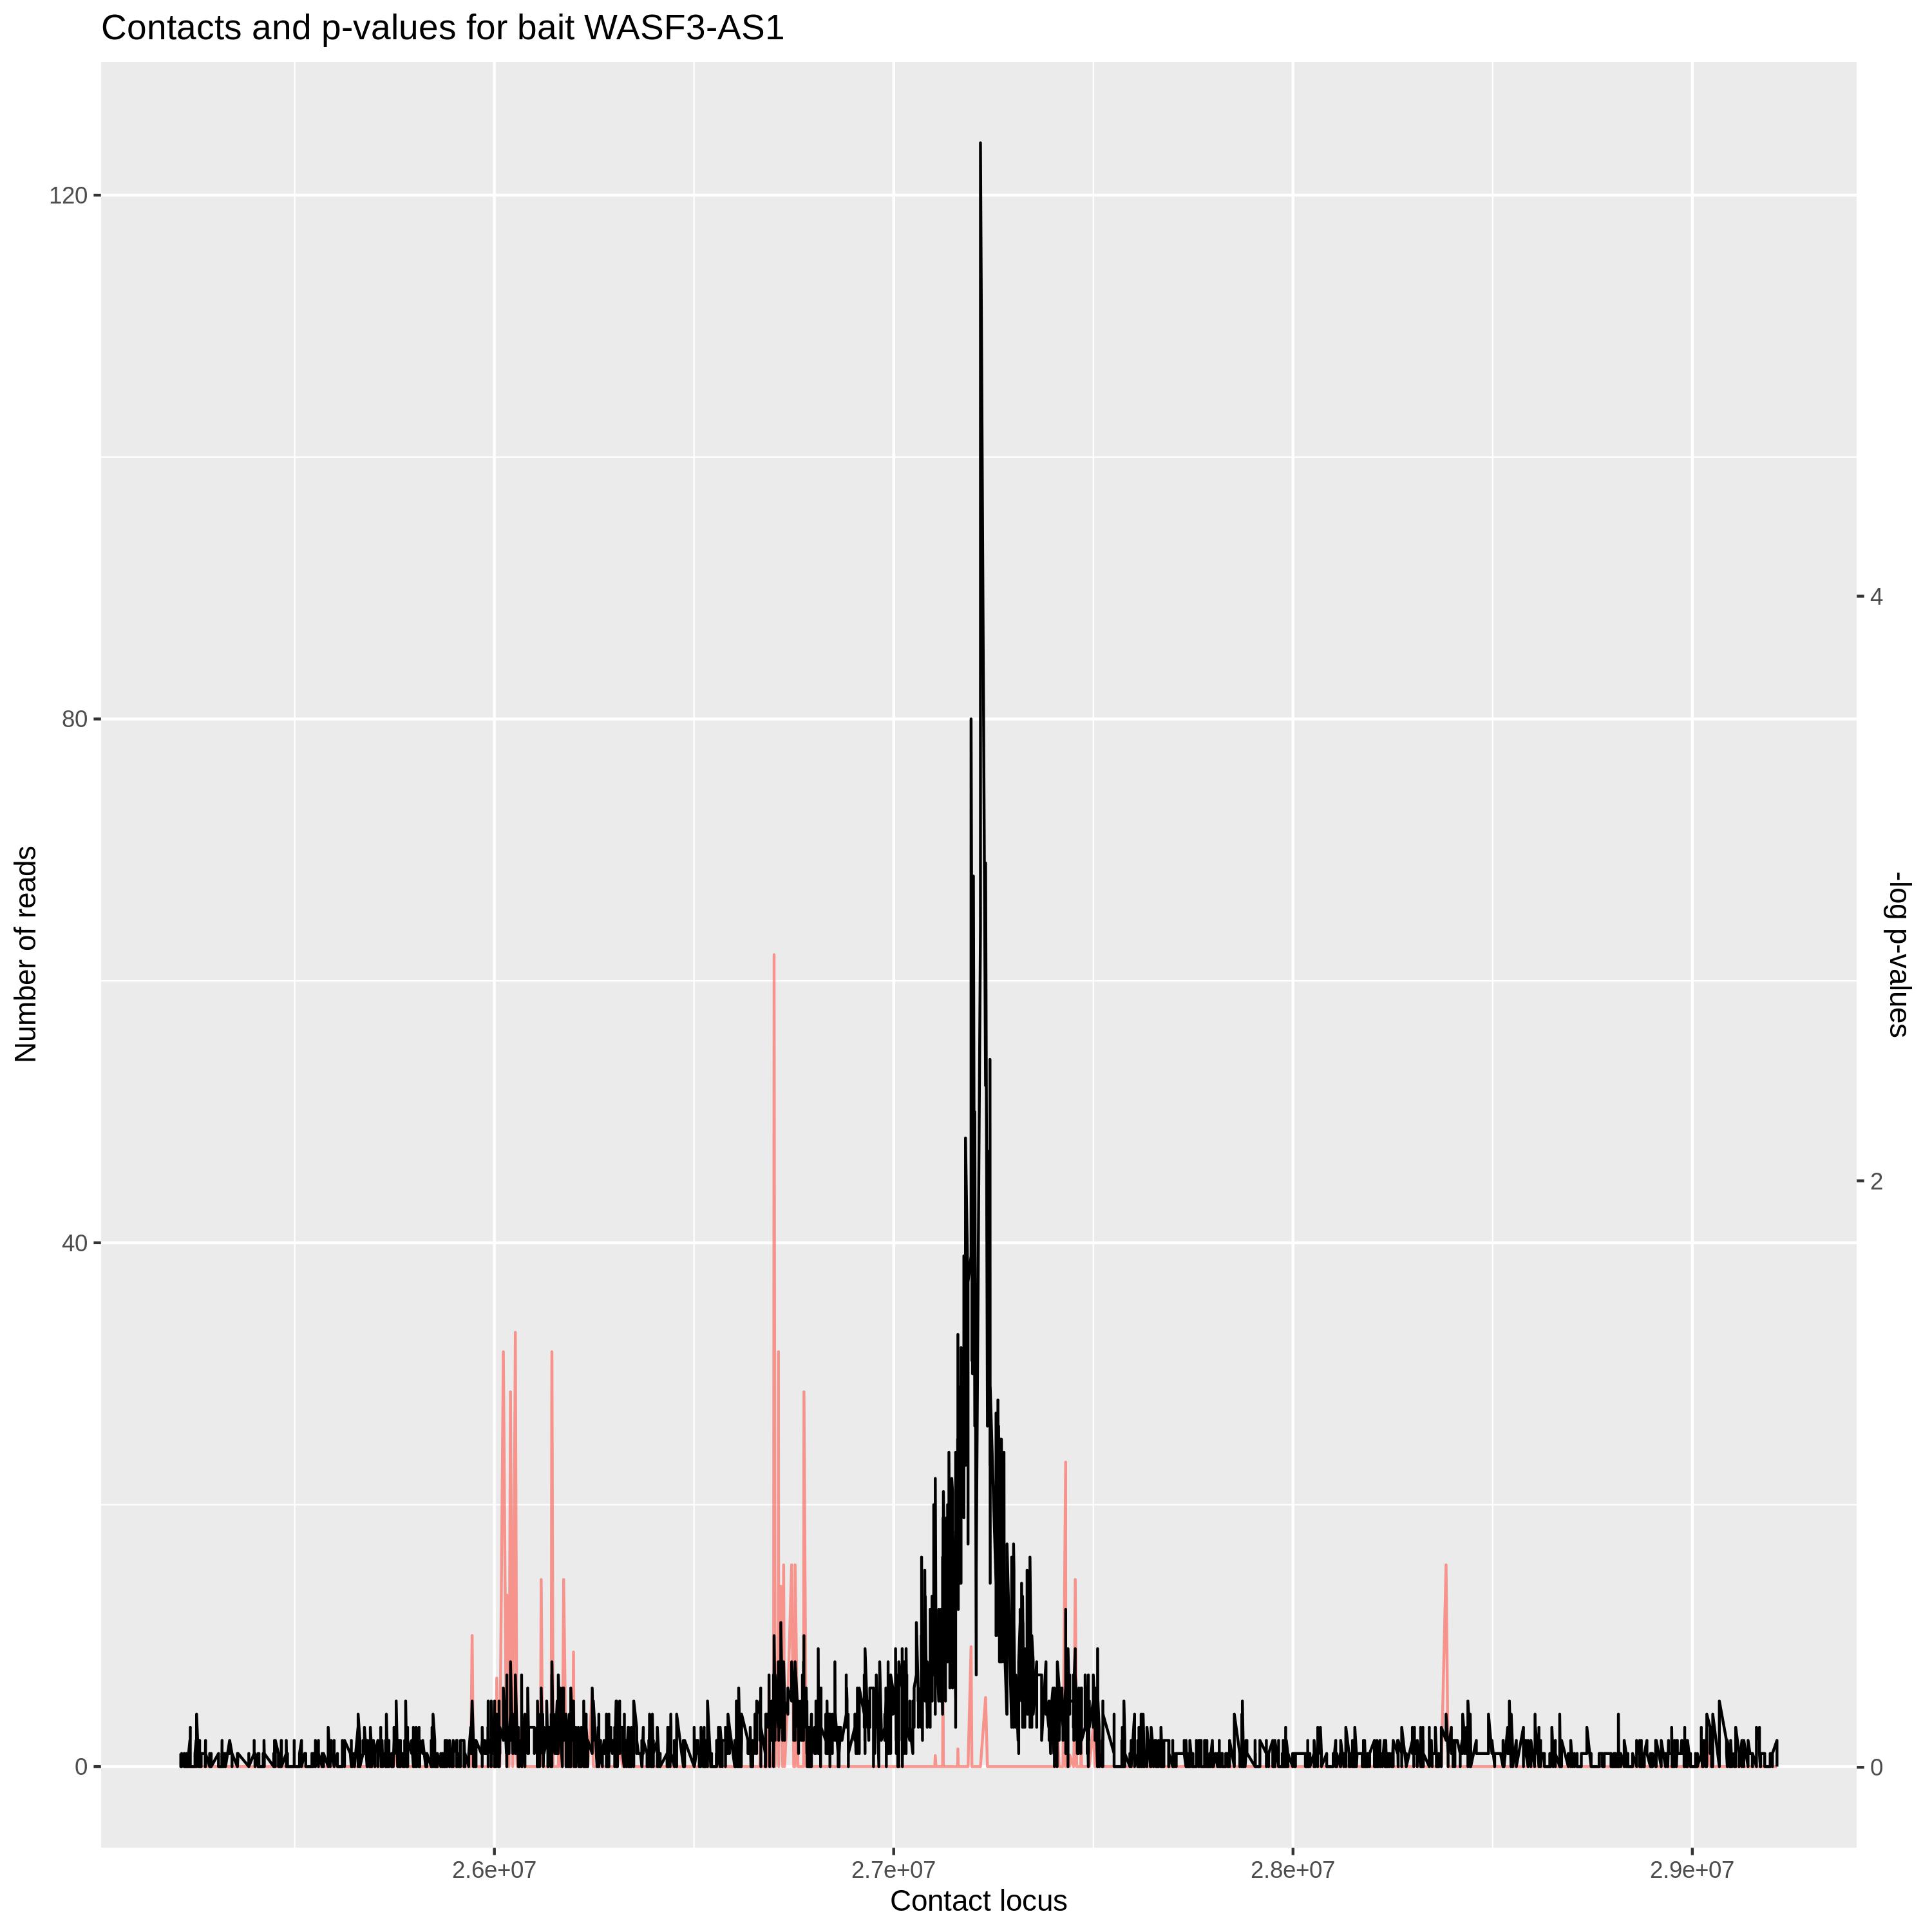 Contacts and p-values for bait WASF3-AS1
120
80
40
0
Number of reads
4
2
0
-log p-values
2.6e+07
2.7e+07
2.8e+07
2.9e+07
Contact locus